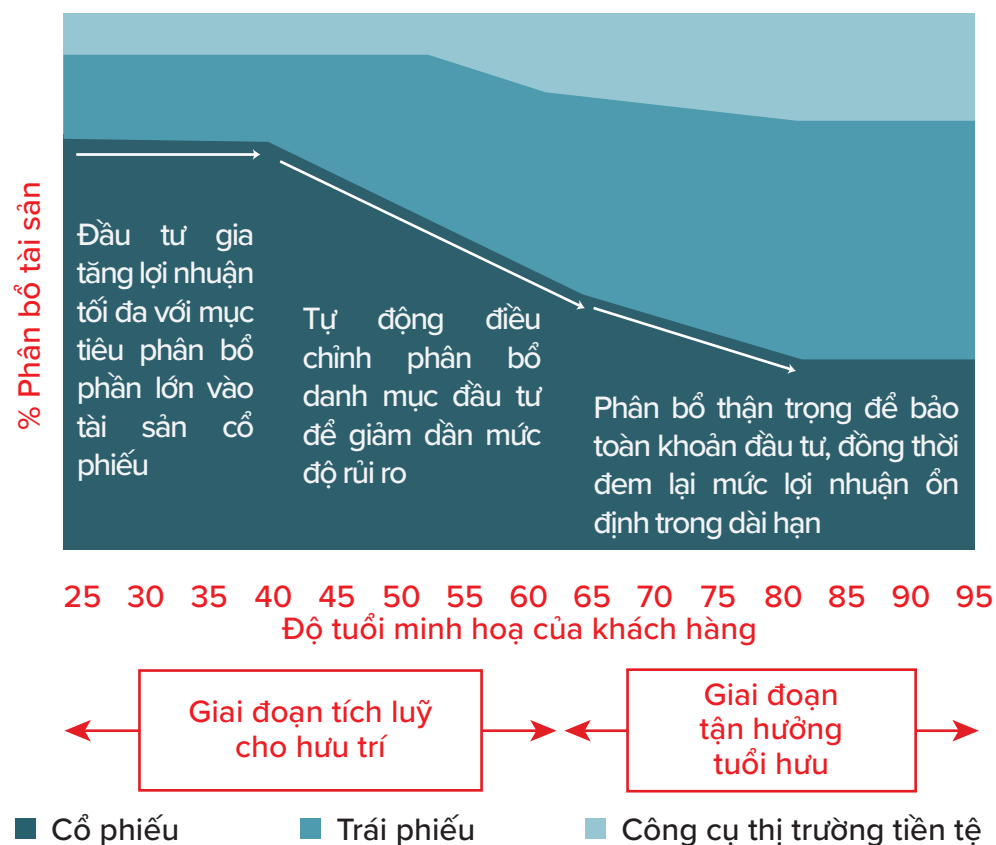 % Phân bổ tài sản
Đầu tư gia
tăng lợi nhuận
tối đa với mục
tiêu phân bổ
phần lớn vào
tài sản cổ
phiếu
Tự động điều
chỉnh phân bổ
danh mục đầu tư
để giảm dần mức
độ rủi ro
Phân bổ thận trọng để bảo
toàn khoản đầu tư, đồng thời
đem lại mức lợi nhuận ổn
định trong dài hạn
25 30 35 40 45 50 55 60 65 70 75 80 85 90 95
Độ tuổi minh hoạ của khách hàng
Giai đoạn tích luỹ
cho hưu trí
Giai đoạn
tận hưởng
tuổi hưu
Cổ phiếu
Trái phiếu
Công cụ thị trường tiền tệ